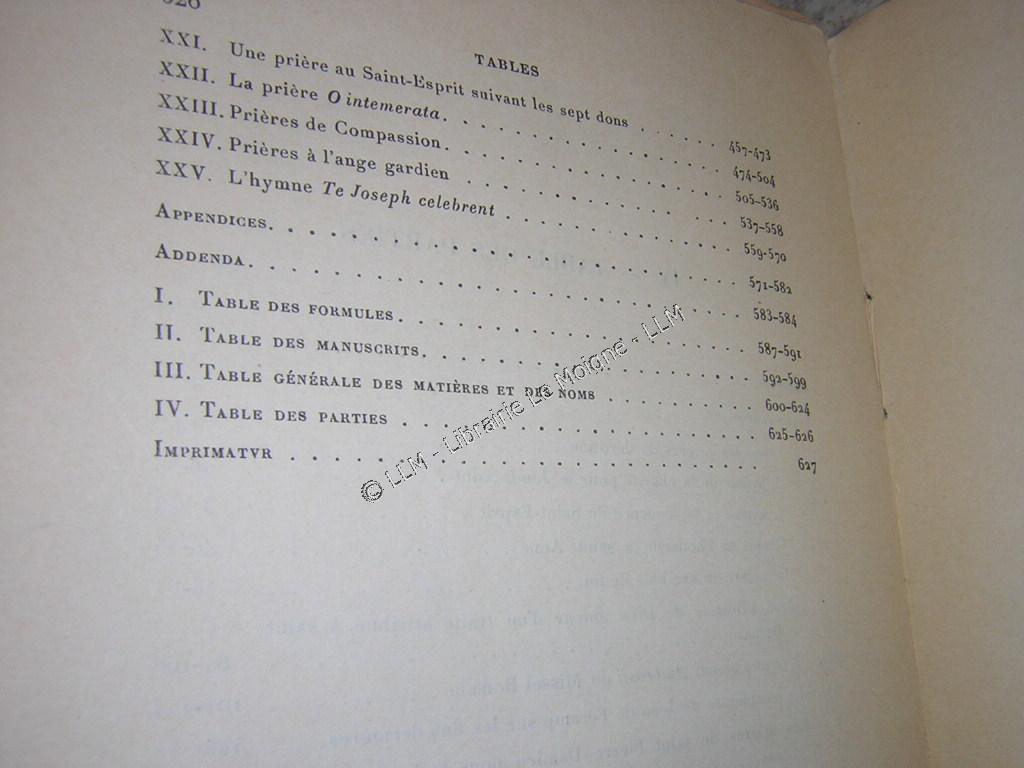 TABLES
XXI. Une prière au Saint-Esprit suivant les sept dons . . . . . . 457-473
XXII. La prière O intemerata. . . . . . . . . . . . . . . . 474-504
XXIII. Prières de Compassion. . . . . . . . . . . . . . . . 505-536
XXIV. Prières à l'ange gardien . . . . . . . . . . . . . . . . 537-558
XXV. L'hymne Te Joseph celebrent . . . . . . . . . . . . . . 559-570
APPENDICES. . . . . . . . . . . . . . . . . . . . . . . . 571-582
ADDENDA. . . . . . . . . . . . . . . . . . . . . . . . . 583-584
I. TABLE DES FORMULES. . . . . . . . . . . . . . . . . . . 587-591
II. TABLE DES MANUSCRITS. . . . . . . . . . . . . . . . . . 592-599
III. TABLE GÉNÉRALE DES MATIÈRES ET DES NOMS . . . . . . . . 600-624
IV. TABLE DES PARTIES . . . . . . . . . . . . . . . . . . . 625-626
IMPRIMATVR . . . . . . . . . . . . . . . . . . . . . . . 627
© LLM - Librairie Le Moigne - LLM